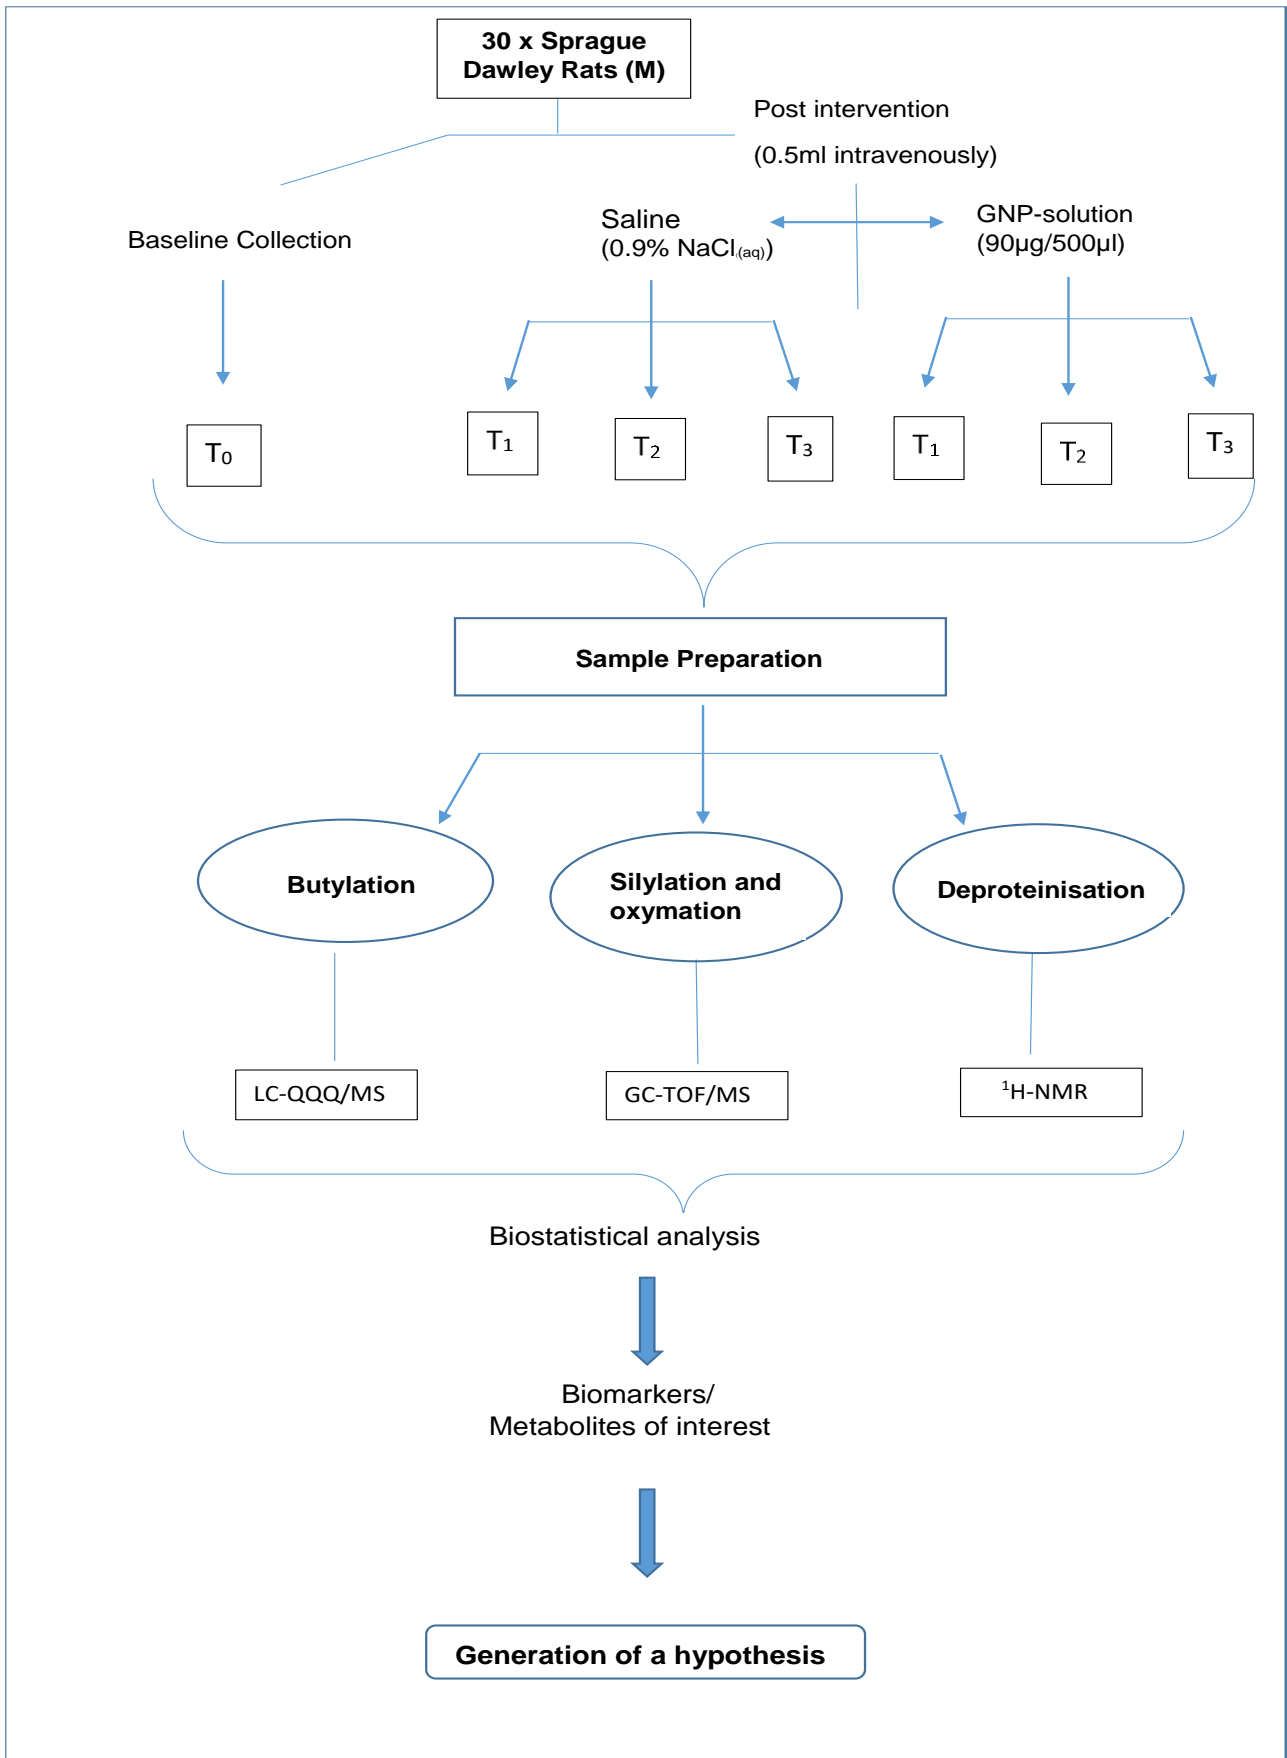 30 x Sprague
Dawley Rats (M)
Post intervention
(0.5ml intravenously)
Baseline Collection
Saline
(0.9% NaCl(aq))
GNP-solution
(90µg/500µl)
T₀
T₁
T₂
T₃
T₁
T₂
T₃
Sample Preparation
Butylation
Silylation and
oxymation
Deproteinisation
LC-QQQ/MS
GC-TOF/MS
¹H-NMR
Biostatistical analysis
Biomarkers/
Metabolites of interest
Generation of a hypothesis